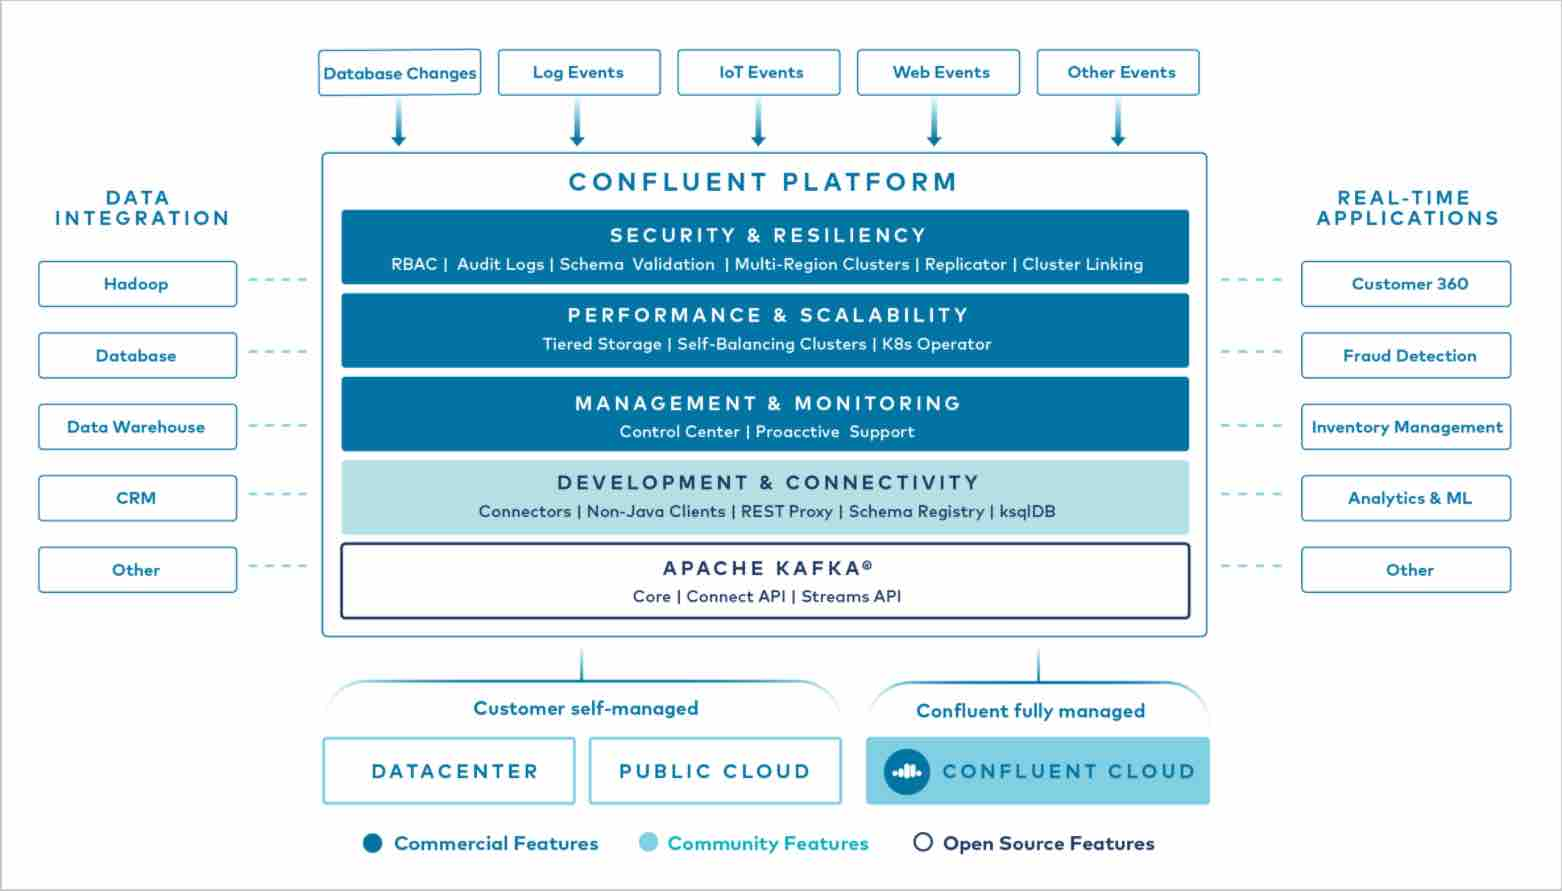 Database Changes
Log Events
IoT Events
Web Events
Other Events
CONFLUENT PLATFORM
DATA
INTEGRATION
Hadoop
Database
Data Warehouse
CRM
Other
SECURITY & RESILIENCY
RBAC | Audit Logs | Schema Validation | Multi-Region Clusters | Replicator | Cluster Linking
PERFORMANCE & SCALABILITY
Tiered Storage | Self-Balancing Clusters | K8s Operator
MANAGEMENT & MONITORING
Control Center | Proacctive Support
DEVELOPMENT & CONNECTIVITY
Connectors | Non-Java Clients | REST Proxy | Schema Registry | ksqlDB
APACHE KAFKA®
Core | Connect API | Streams API
REAL-TIME
APPLICATIONS
Customer 360
Fraud Detection
Inventory Management
Analytics & ML
Other
Customer self-managed
Confluent fully managed
DATACENTER
PUBLIC CLOUD
CONFLUENT CLOUD
Commercial Features
Community Features
Open Source Features